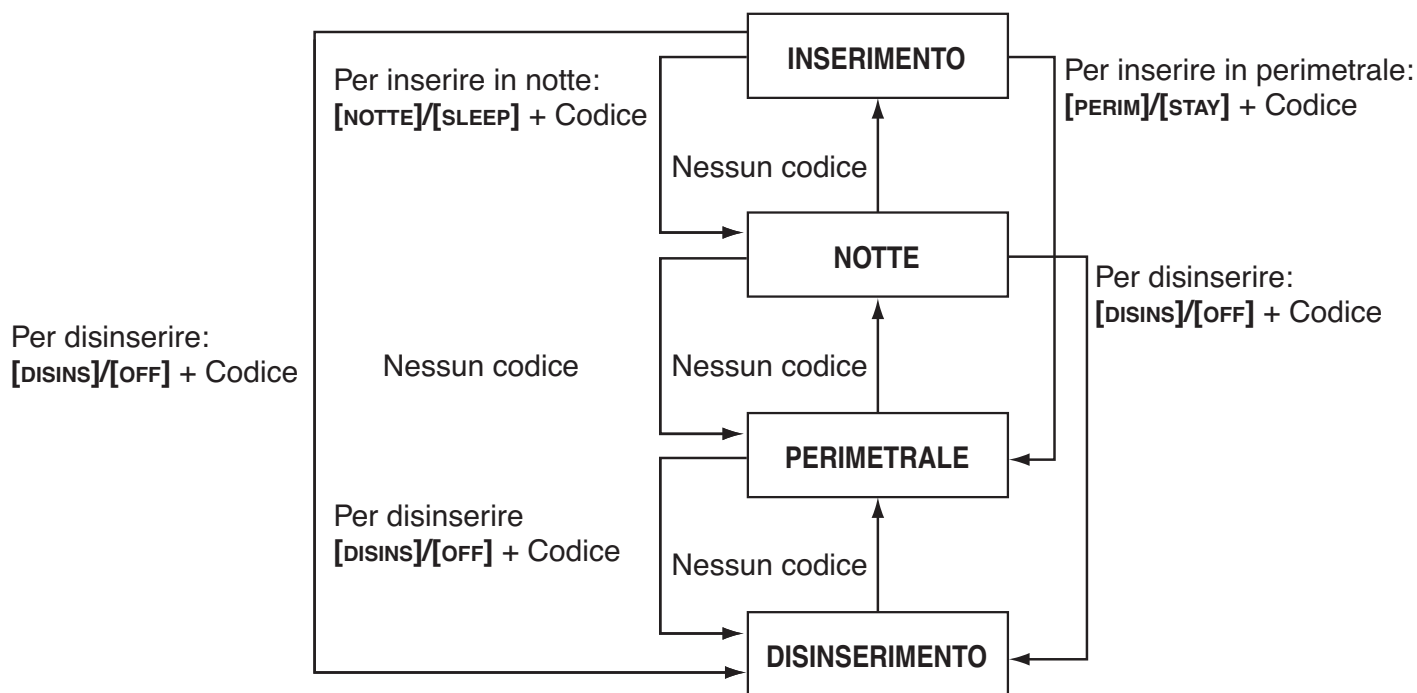 INSERIMENTO
Per inserire in notte:
[NOTTE]/[SLEEP] + Codice
Per inserire in perimetrale:
[PERIM]/[STAY] + Codice
Nessun codice
NOTTE
Per disinserire:
[DISINS]/[OFF] + Codice
Per disinserire:
[DISINS]/[OFF] + Codice
Nessun codice
Nessun codice
PERIMETRALE
Per disinserire
[DISINS]/[OFF] + Codice
Nessun codice
DISINSERIMENTO